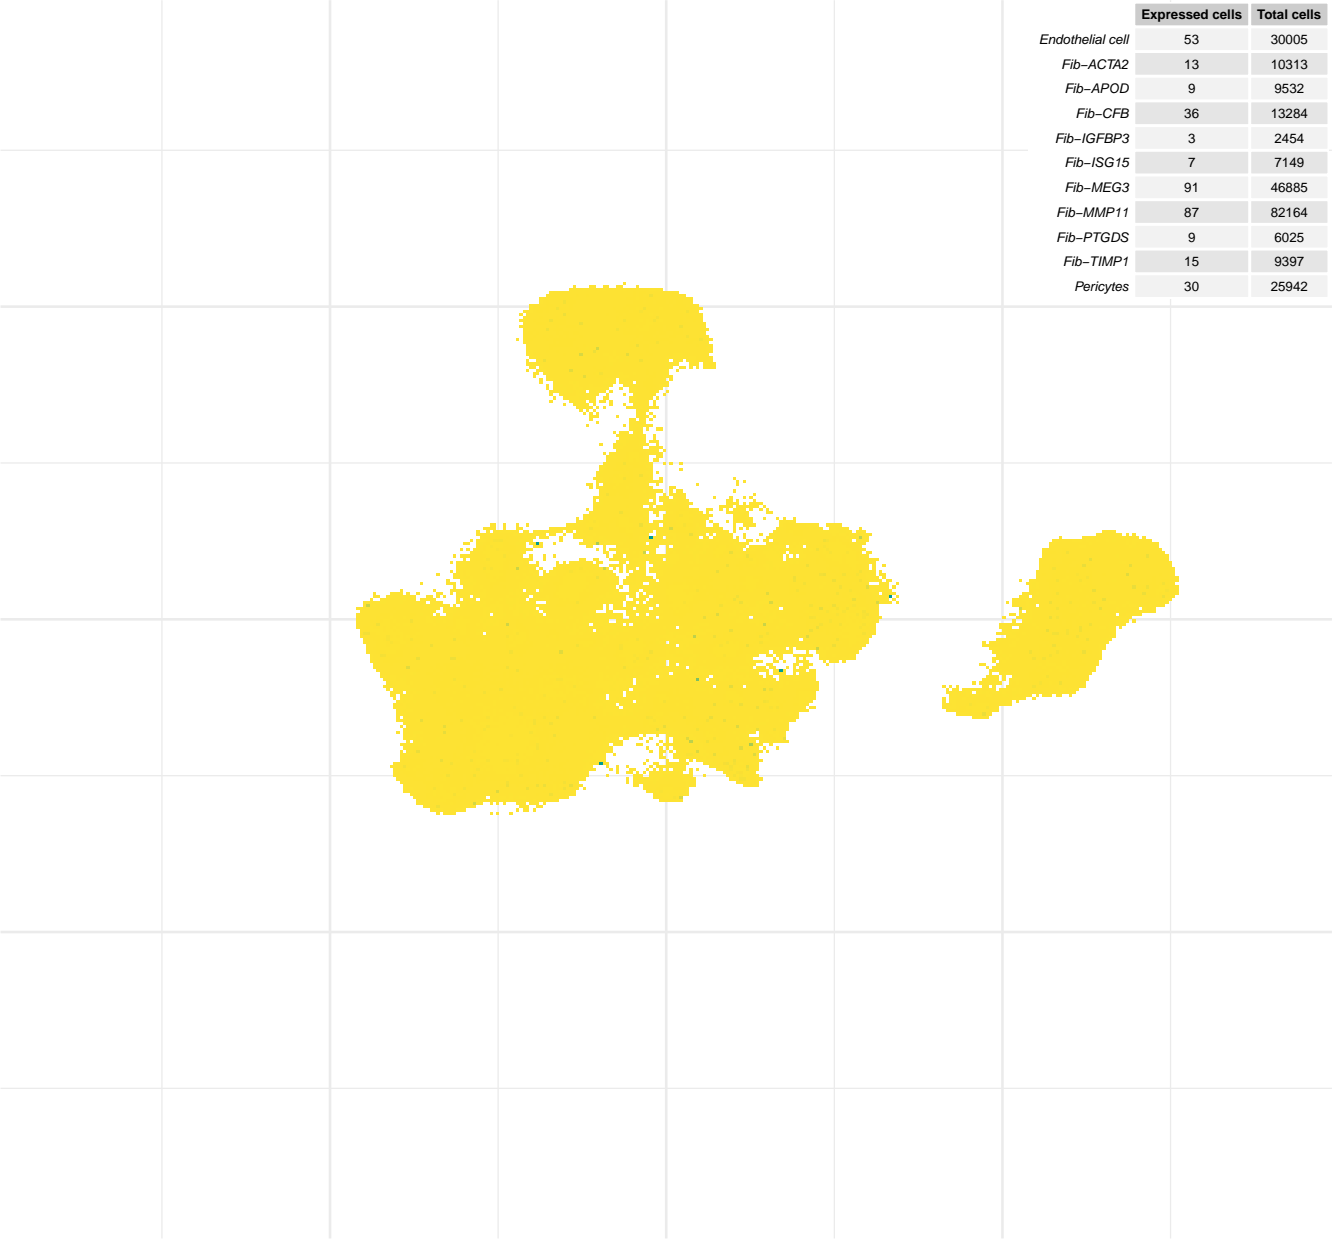 Expressed cells Total cells
Endothelial cell 53 30005
Fib−ACTA2 13 10313
Fib−APOD 9 9532
Fib−CFB 36 13284
Fib−IGFBP3 3 2454
Fib−ISG15 7 7149
Fib−MEG3 91 46885
Fib−MMP11 87 82164
Fib−PTGDS 9 6025
Fib−TIMP1 15 9397
Pericytes 30 25942